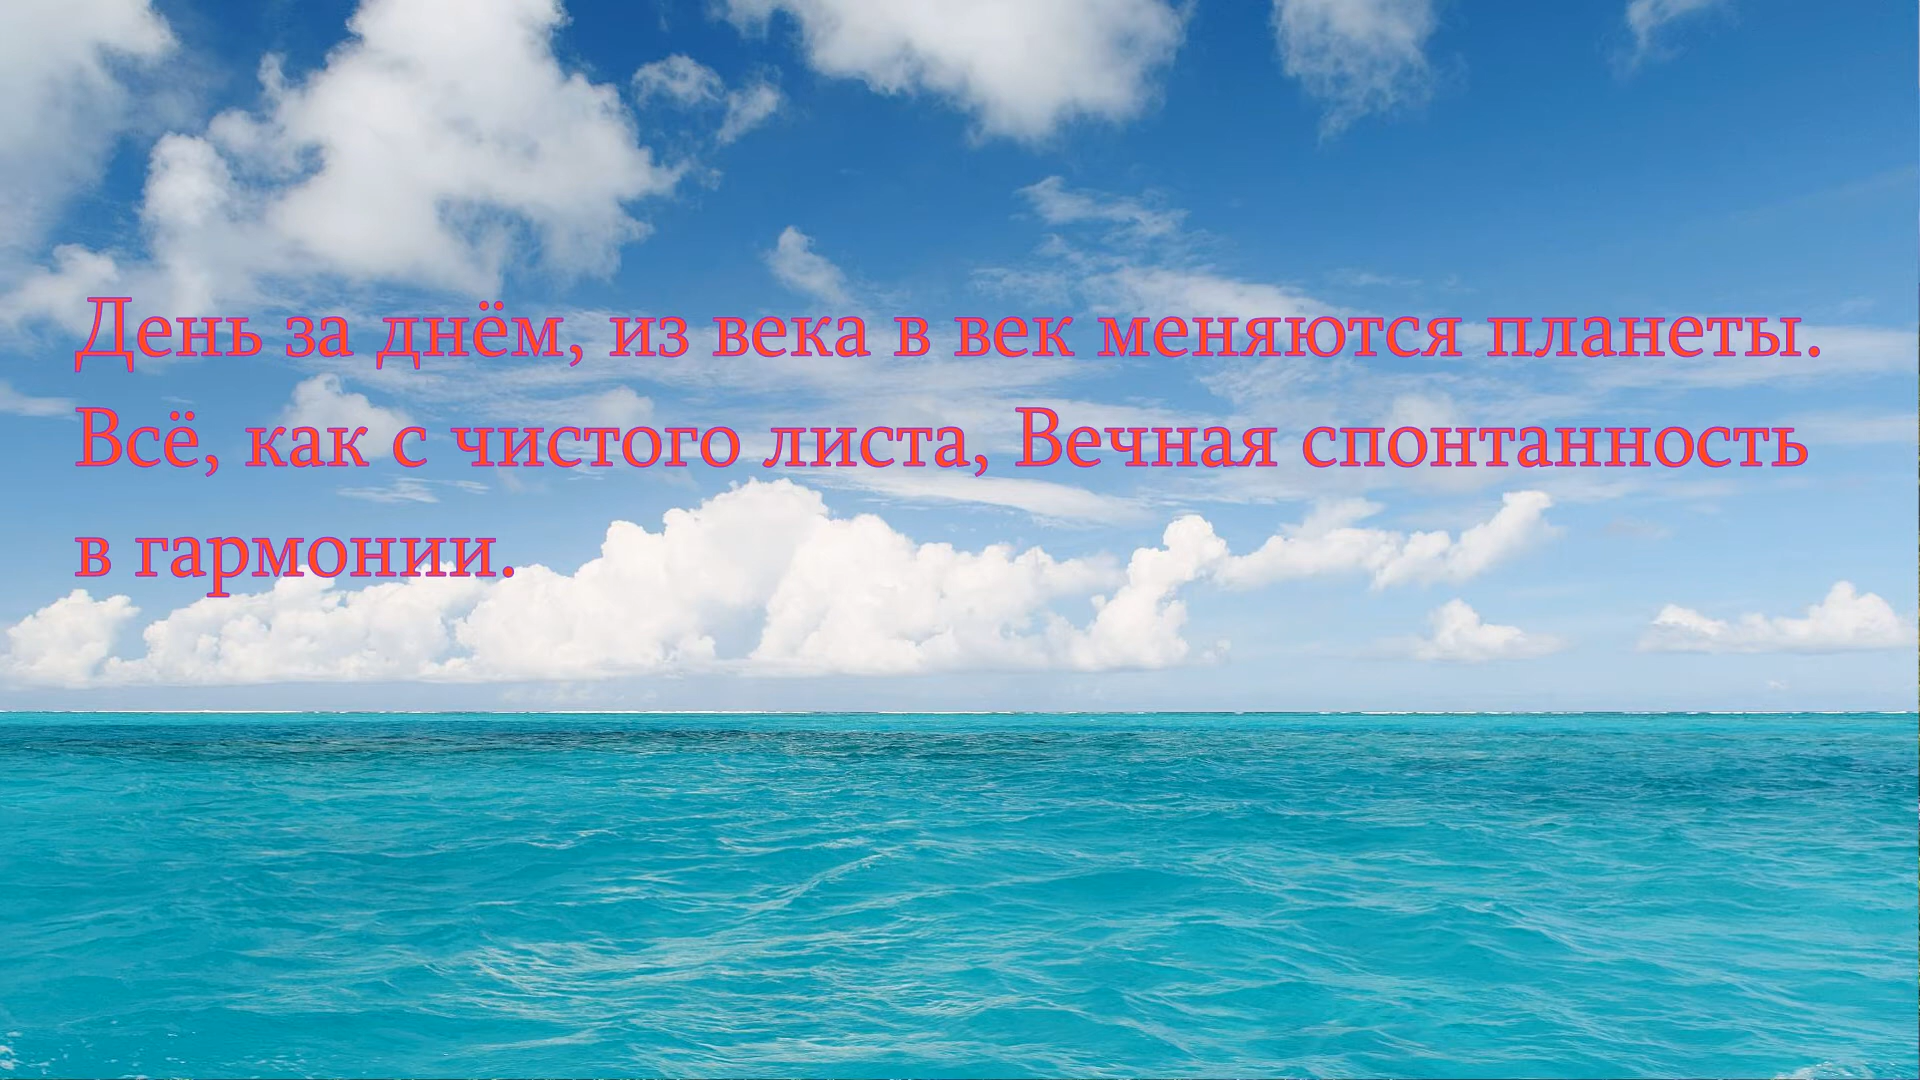 День за днём, из века в век меняются планеты.
Всё, как с чистого листа, Вечная спонтанность
в гармонии.